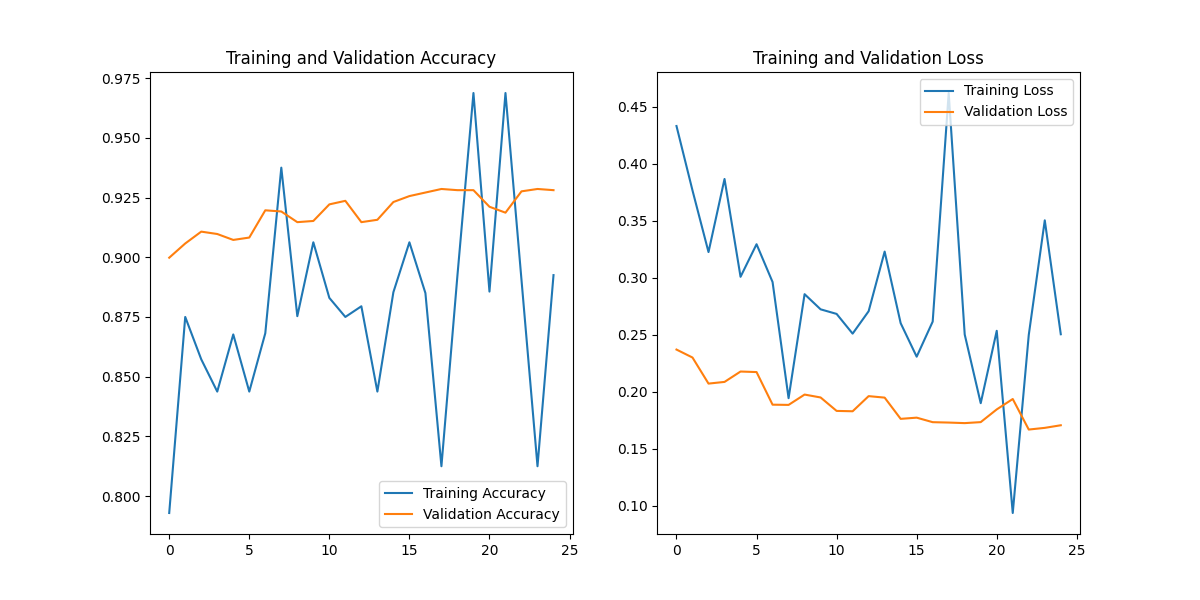 Training and Validation Accuracy
0.975
0.950
0.925
0.900
0.875
0.850
0.825
0.800
Training Accuracy
Validation Accuracy
0 5 10 15 20 25
Training and Validation Loss
0.45
0.40
0.35
0.30
0.25
0.20
0.15
0.10
Training Loss
Validation Loss
0 5 10 15 20 25